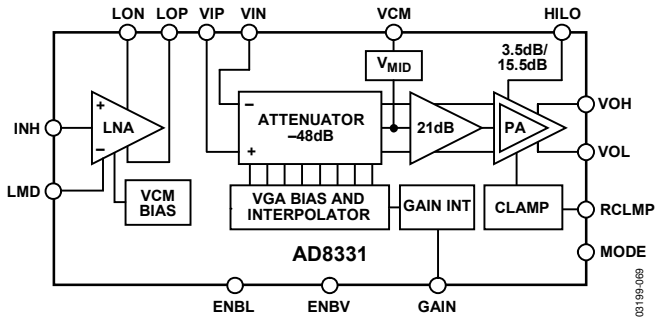 LON LOP VIP VIN VCM HILO
3.5dB/
15.5dB
VMID
+
LNA
–
–
ATTENUATOR
–48dB
+
21dB
PA
VOH
INH
VOL
LMD
VCM
BIAS
VGA BIAS AND
INTERPOLATOR
GAIN INT
CLAMP
RCLMP
AD8331
MODE
ENBL ENBV GAIN
03199-069